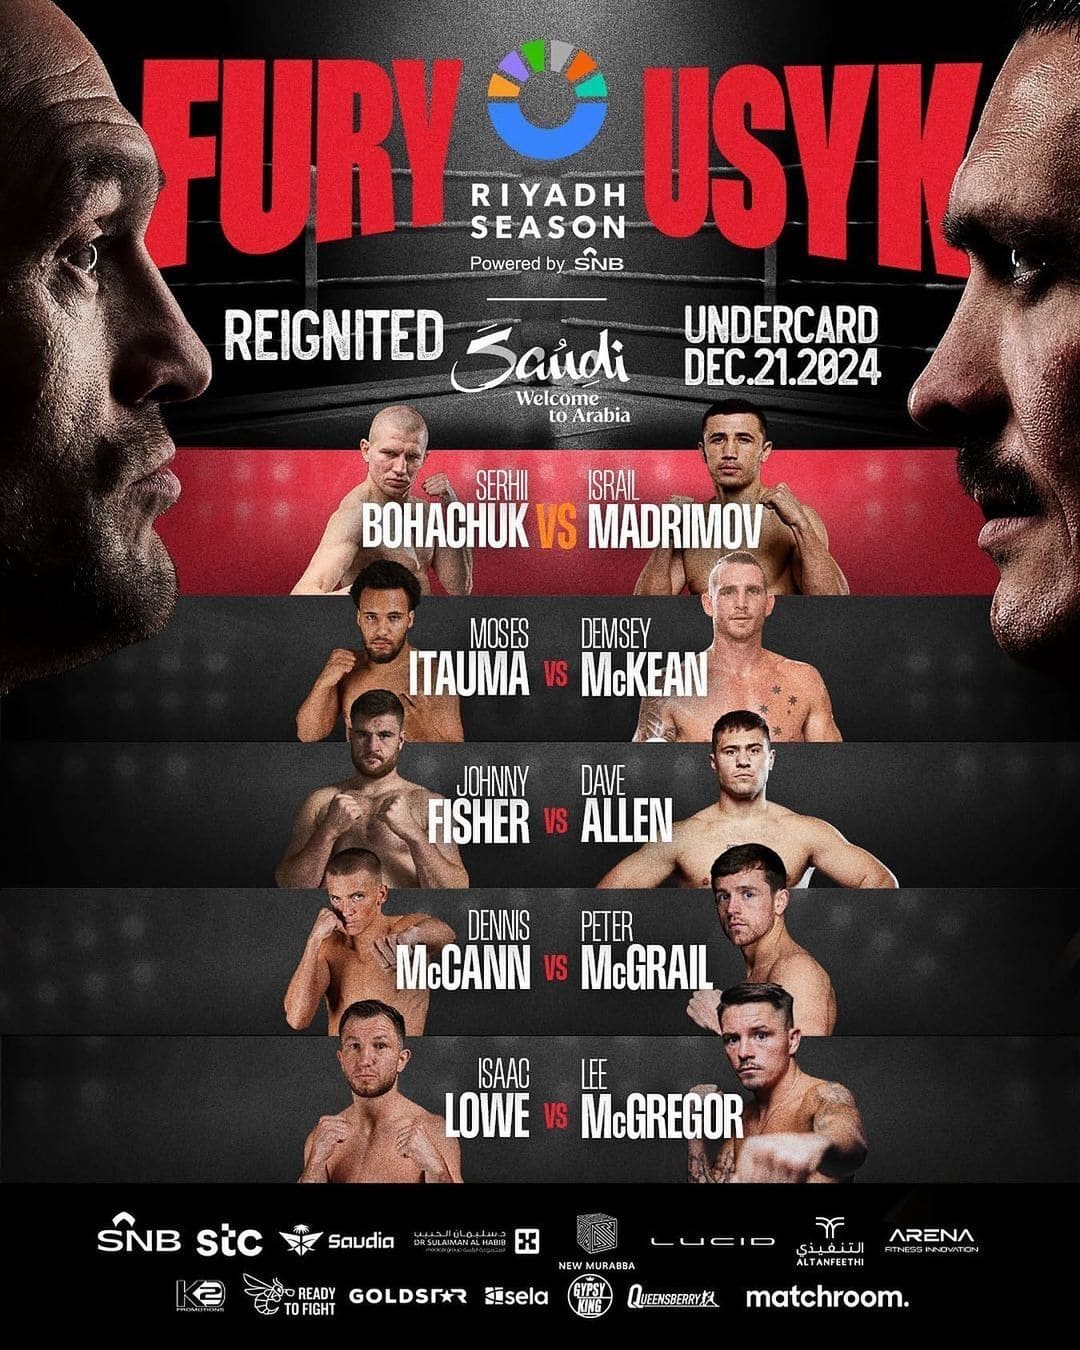 FURY
USYK
RIYADH
SEASON
Powered by SNB
REIGNITED
Saudi
Welcome
to Arabia
UNDERCARD
DEC.21.2024
SERHII
BOHACHUK
VS
ISRAIL
MADRIMOV
MOSES
ITAUMA
VS
DEMSEY
McKEAN
JOHNNY
FISHER
VS
DAVE
ALLEN
DENNIS
McCANN
VS
PETER
McGRAIL
ISAAC
LOWE
VS
LEE
McGREGOR
SNB
stc
Saudia
د. سليمان الحبيب
DR SULAIMAN AL HABIB
NEW MURABBA
LUCID
التنفيذي
ALTANFEETHI
ARENA
FITNESS INNOVATION
K2
PROMOTIONS
READY
TO FIGHT
GOLDSTAR
sela
GYPSY
KING
QUEENSBERRY
matchroom.